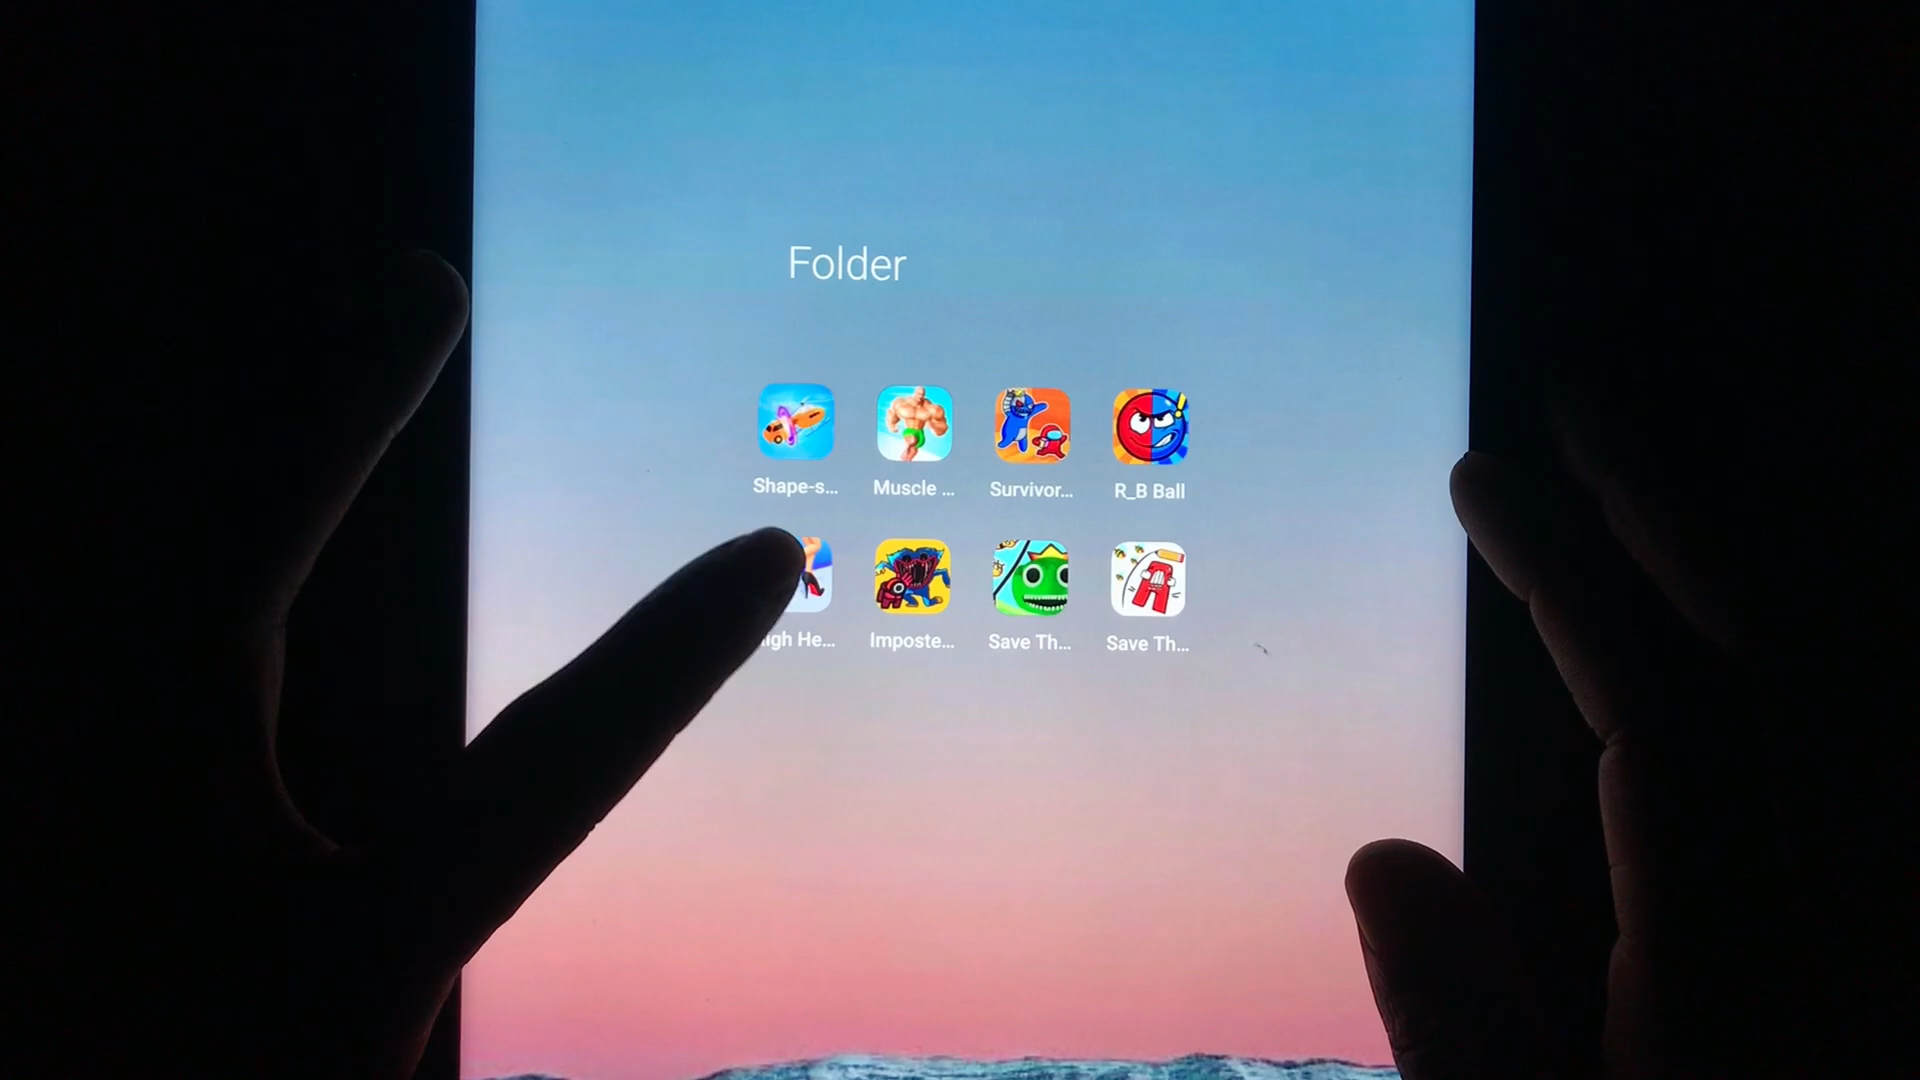 Folder
Shape-s...
Muscle ...
Survivor...
R_B Ball
igh He...
Imposte...
Save Th...
Save Th...